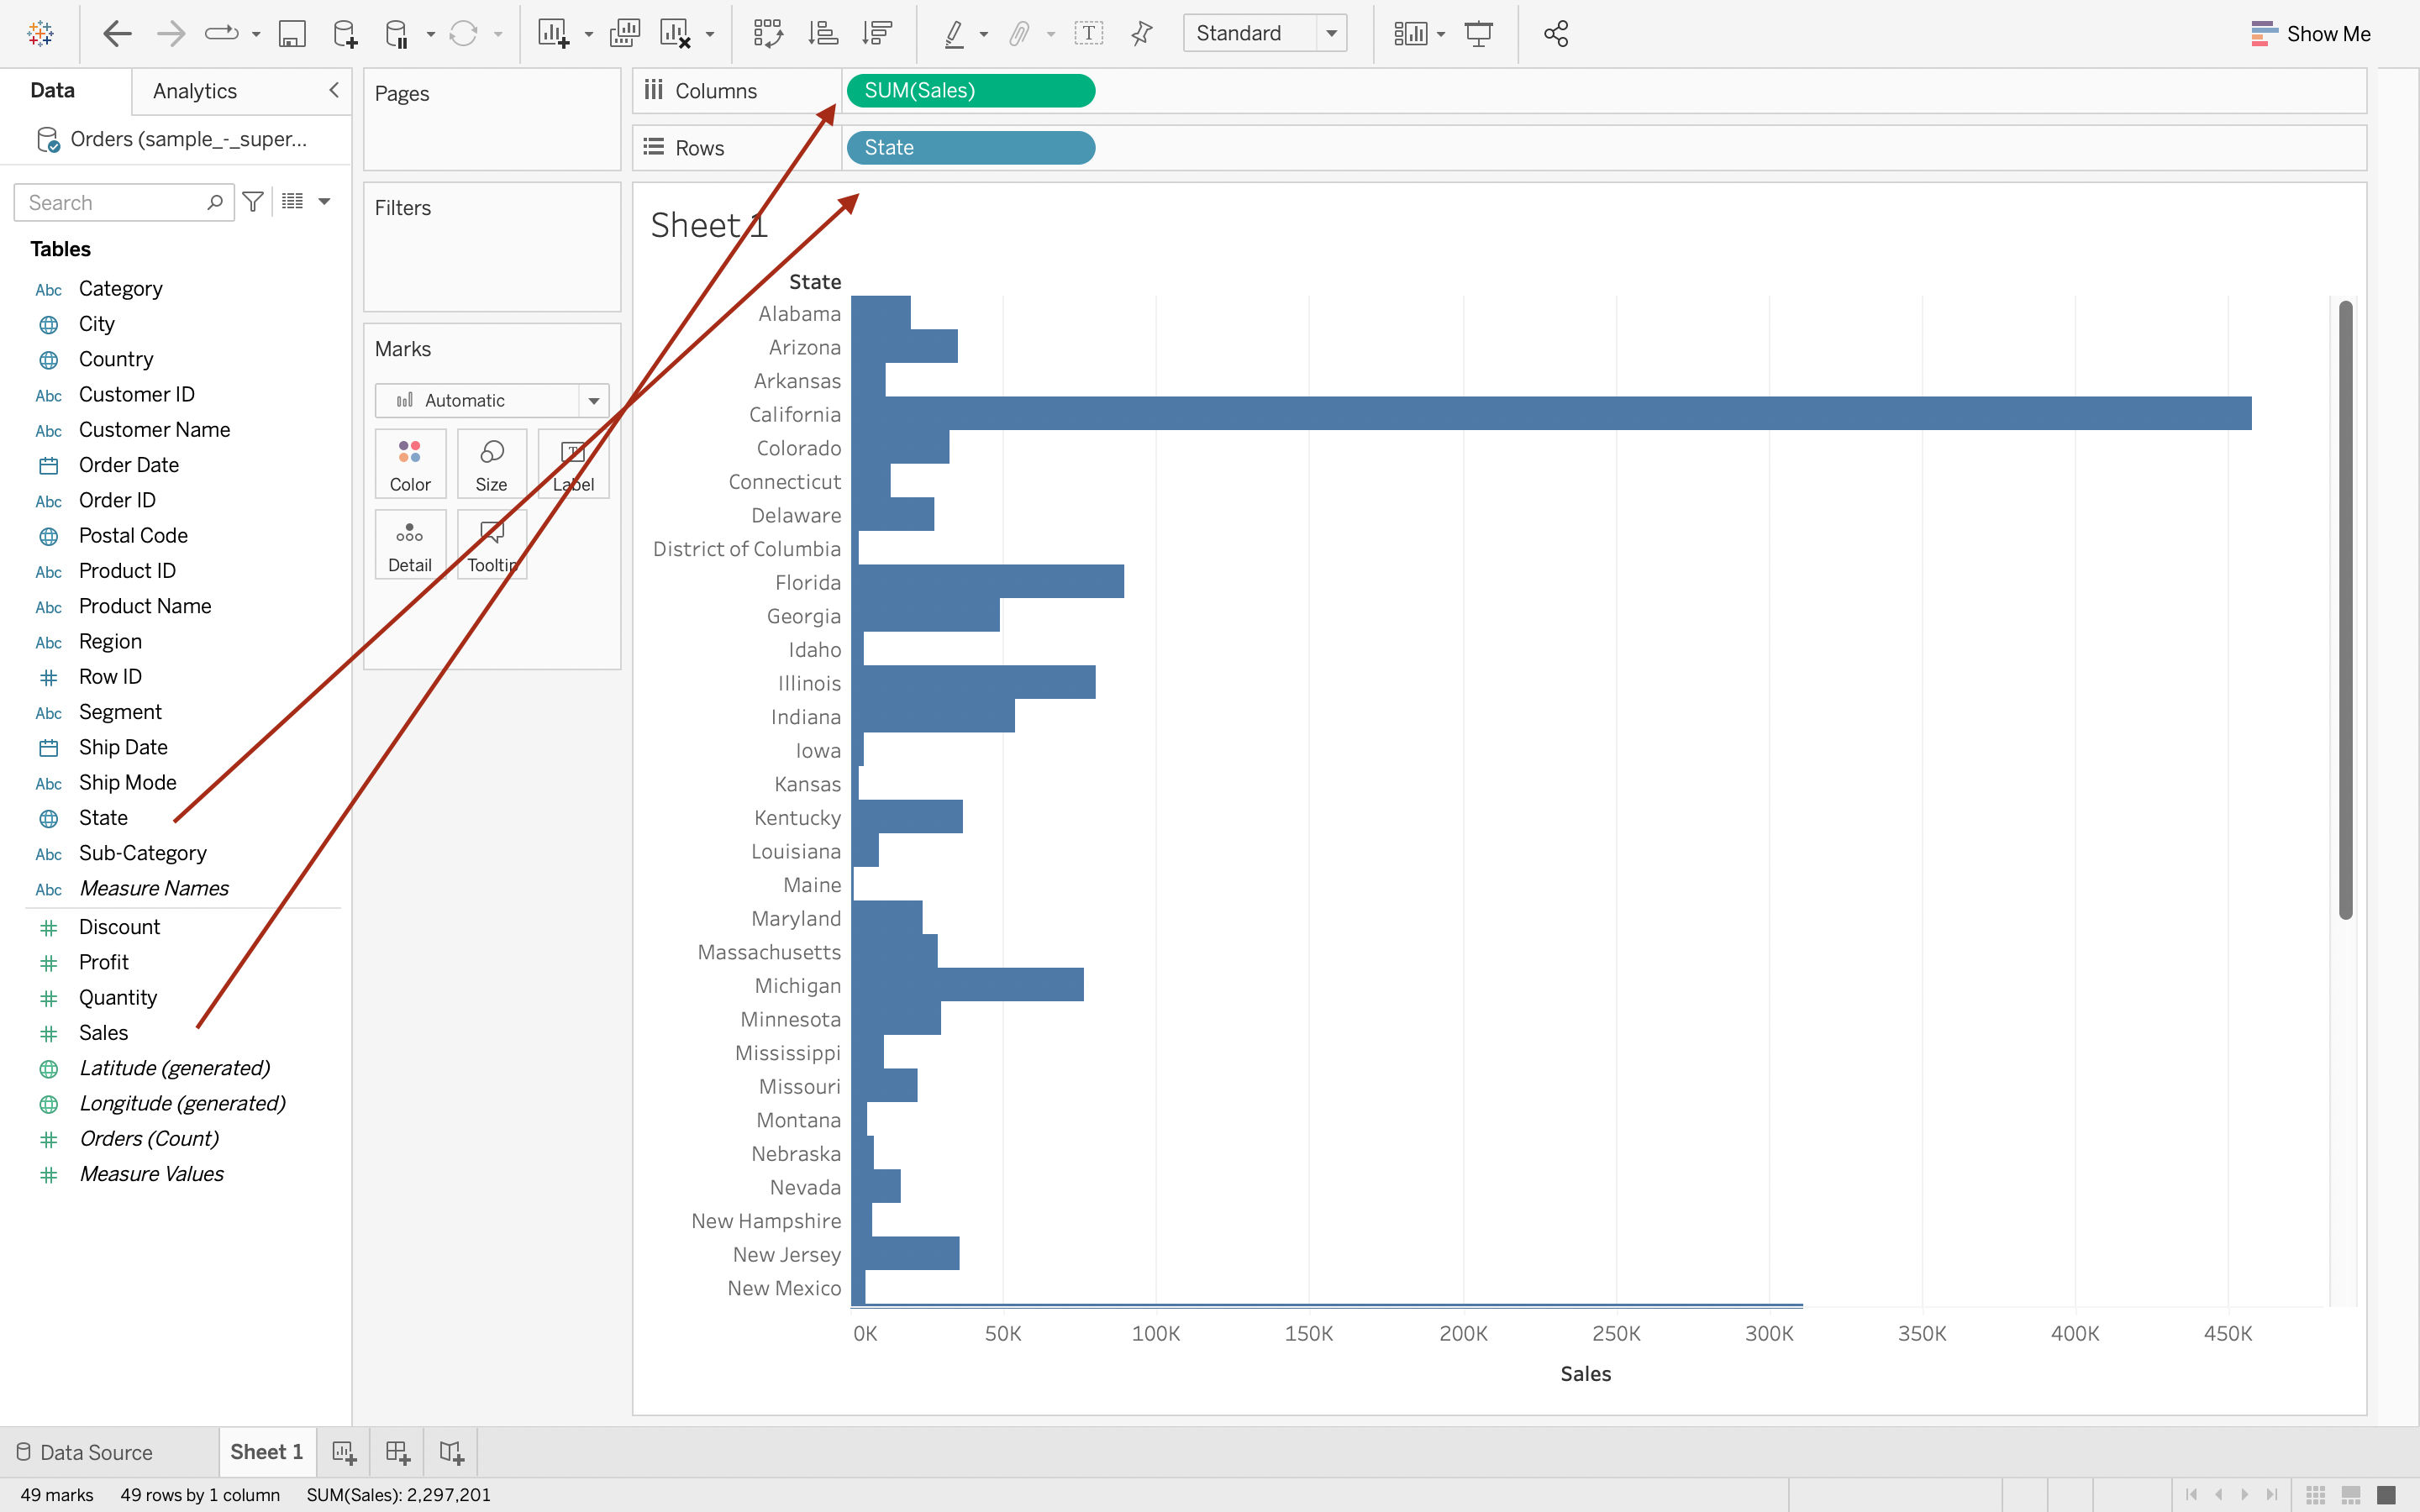 Standard
Show Me
Data
Analytics
Orders (sample_-_super...
Search
Tables
Abc Category
City
Country
Abc Customer ID
Abc Customer Name
Order Date
Abc Order ID
Postal Code
Abc Product ID
Abc Product Name
Abc Region
Row ID
Abc Segment
Ship Date
Abc Ship Mode
State
Abc Sub-Category
Abc Measure Names
Discount
Profit
Quantity
Sales
Latitude (generated)
Longitude (generated)
Orders (Count)
Measure Values
Pages
Filters
Marks
Automatic
Color
Size
Label
Detail
Tooltip
Columns
SUM(Sales)
Rows
State
Sheet 1
State
Alabama
Arizona
Arkansas
California
Colorado
Connecticut
Delaware
District of Columbia
Florida
Georgia
Idaho
Illinois
Indiana
Iowa
Kansas
Kentucky
Louisiana
Maine
Maryland
Massachusetts
Michigan
Minnesota
Mississippi
Missouri
Montana
Nebraska
Nevada
New Hampshire
New Jersey
New Mexico
0K 50K 100K 150K 200K 250K 300K 350K 400K 450K
Sales
Data Source
Sheet 1
49 marks 49 rows by 1 column SUM(Sales): 2,297,201